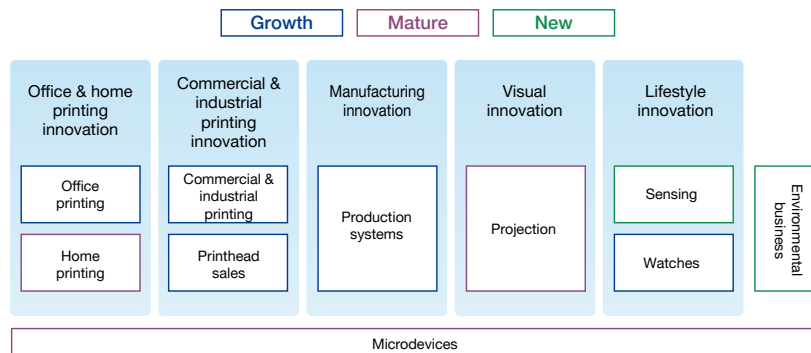 Growth
Mature
New
Office & home
printing
innovation
Commercial &
industrial
printing
innovation
Manufacturing
innovation
Visual
innovation
Lifestyle
innovation
Office
printing
Home
printing
Commercial &
industrial
printing
Printhead
sales
Production
systems
Projection
Sensing
Watches
Environmental
business
Microdevices